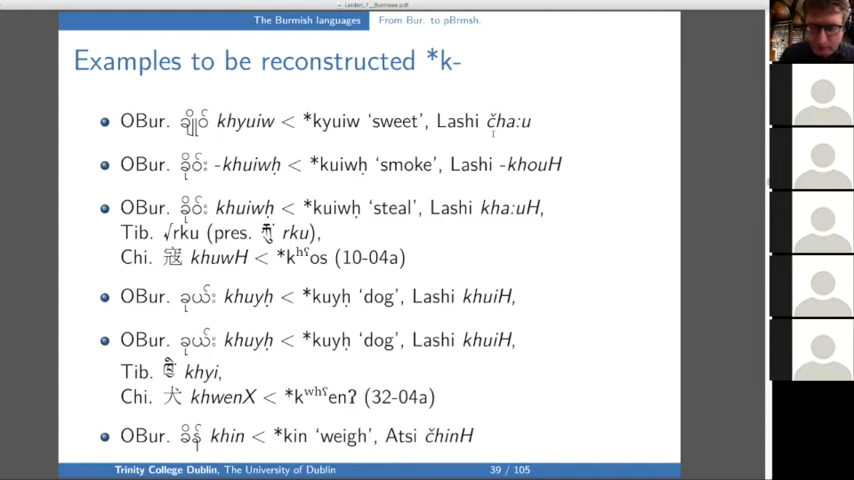 Leiden_7__Burmese.pdf
The Burmish languages From Bur. to pBrmsh.
Examples to be reconstructed *k-
OBur. ချိုဝ် khyuiw < *kyuiw ‘sweet’, Lashi č̣ha:u
OBur. ခိုဝ်း -khuiwḥ < *kuiwḥ ‘smoke’, Lashi -khouH
OBur. ခိုဝ်း khuiwḥ < *kuiwḥ ‘steal’, Lashi kha:uH,
Tib. √rku (pres. རྐུ་ rku),
Chi. 寇 khuwH < *kʰˤos (10-04a)
OBur. ခုယ်း khuyḥ < *kuyḥ ‘dog’, Lashi khuiH,
OBur. ခုယ်း khuyḥ < *kuyḥ ‘dog’, Lashi khuiH,
Tib. ཁྱི་ khyi,
Chi. 犬 khwenX < *kʷʰˤenʔ (32-04a)
OBur. ခိန် khin < *kin ‘weigh’, Atsi čhinH
Trinity College Dublin, The University of Dublin 39 / 105